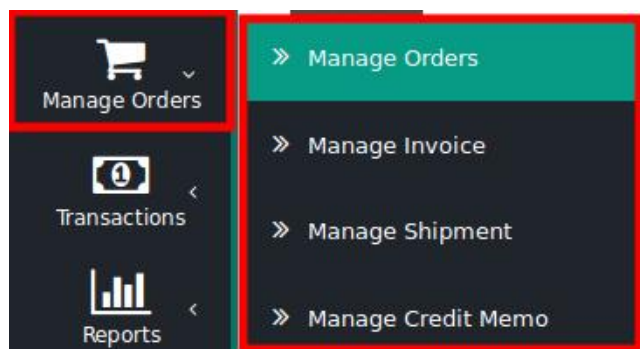 Manage Orders
Transactions
Reports
Manage Orders
Manage Invoice
Manage Shipment
Manage Credit Memo